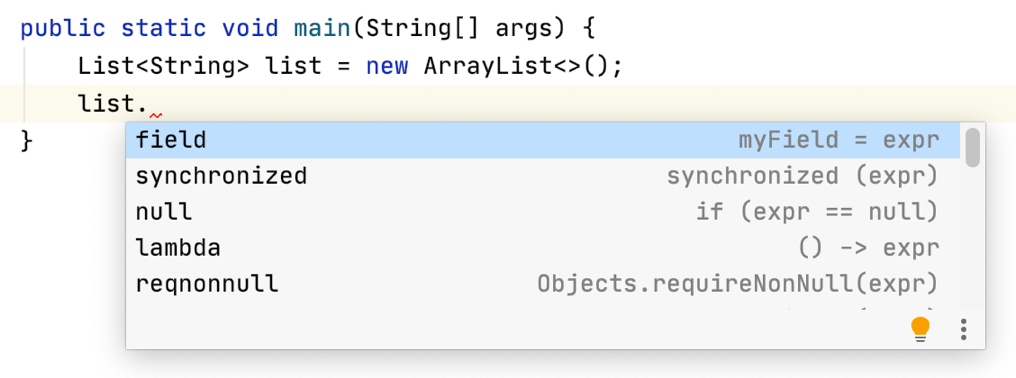 public static void main(String[] args) {
List<String> list = new ArrayList<>();
list.
}
field myField = expr
synchronized synchronized (expr)
null if (expr == null)
lambda () -> expr
reqnonnull Objects.requireNonNull(expr)